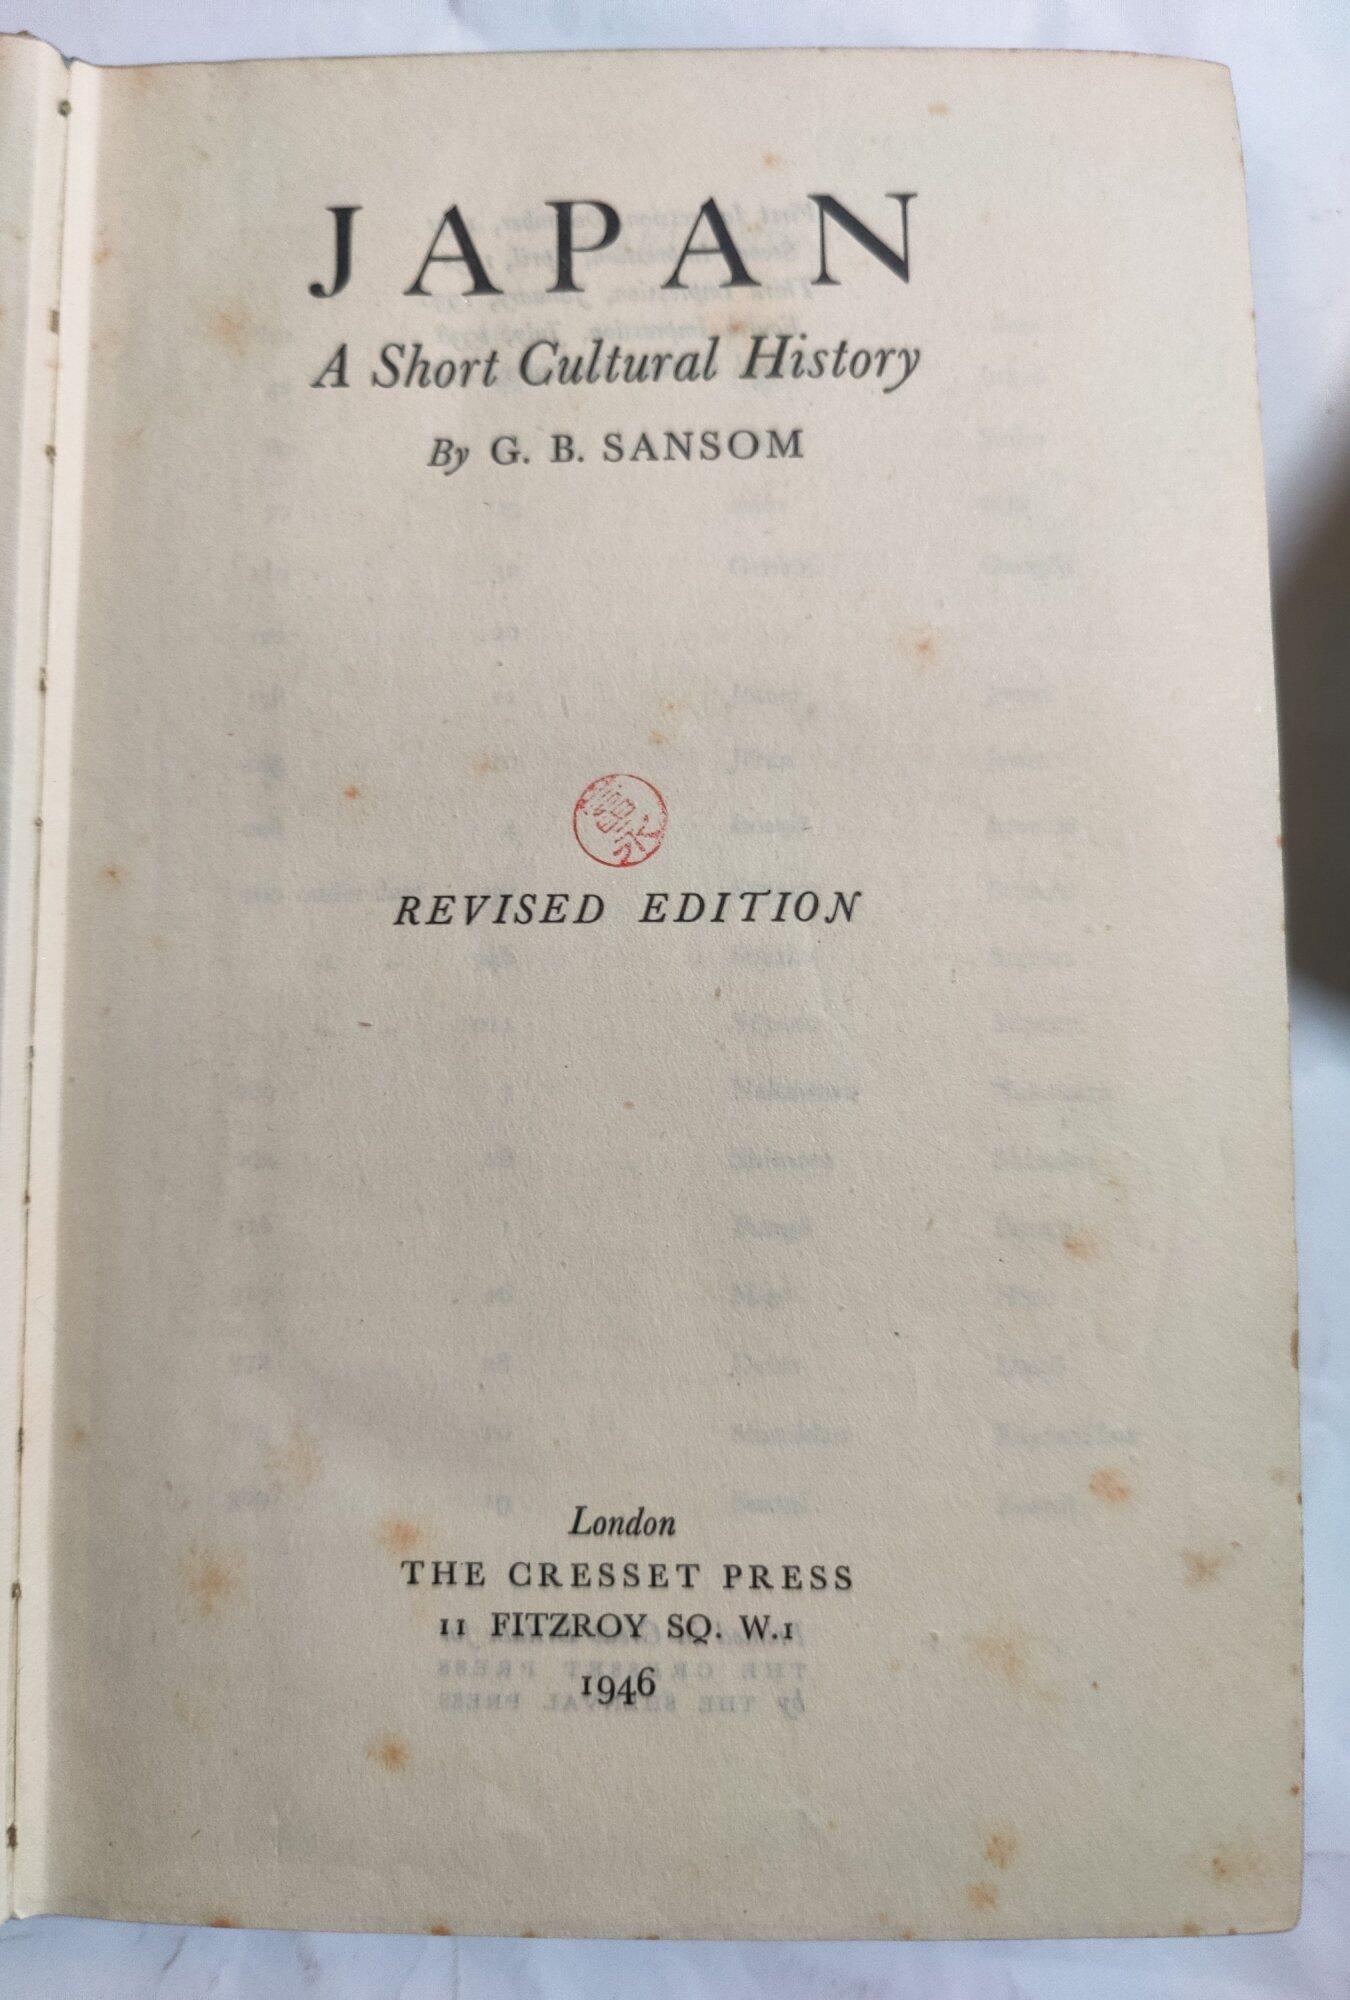 JAPAN
A Short Cultural History
By G. B. SANSOM
REVISED EDITION
London
THE CRESSET PRESS
11 FITZROY SQ. W.1
1946